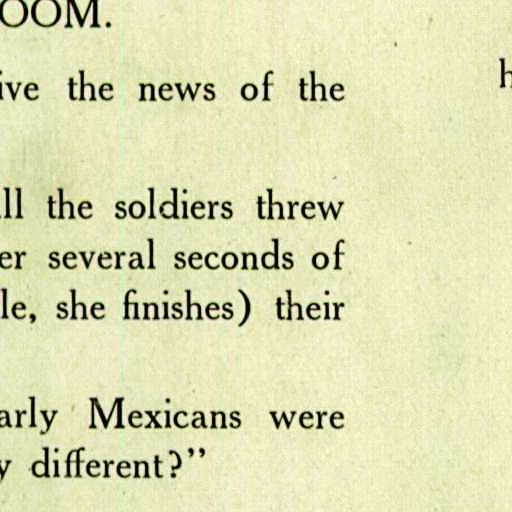 OOM.
ive the news of the
ll the soldiers threw
er several seconds of
le, she finishes) their
arly Mexicans were
y different?"
h